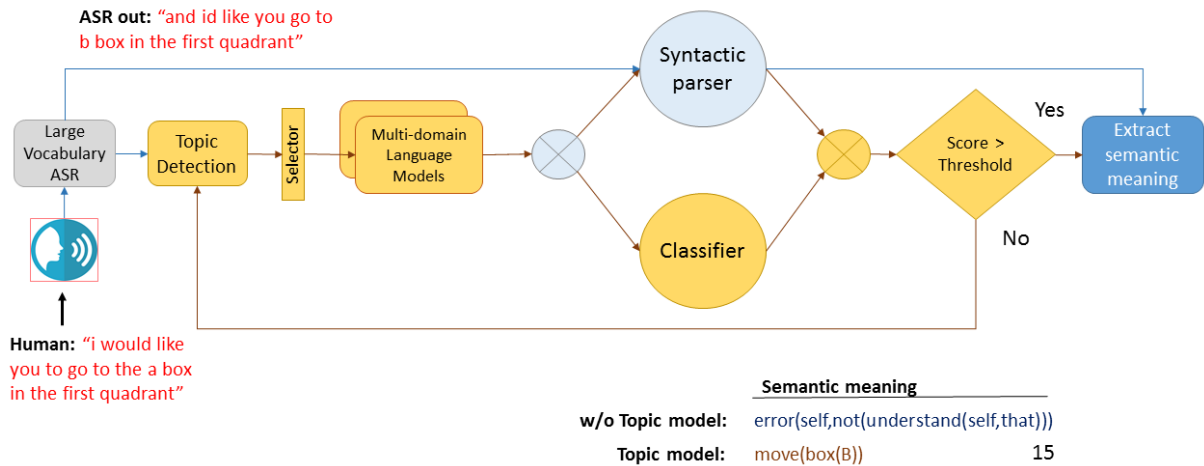 ASR out: “and id like you go to
b box in the first quadrant”
Large
Vocabulary
ASR
Topic
Detection
Selector
Multi-domain
Language
Models
Syntactic
parser
Classifier
Score >
Threshold
Yes
No
Extract
semantic
meaning
Human: “i would like
you to go to the a box
in the first quadrant”
Semantic meaning
w/o Topic model: error(self,not(understand(self,that)))
Topic model: move(box(B)) 15